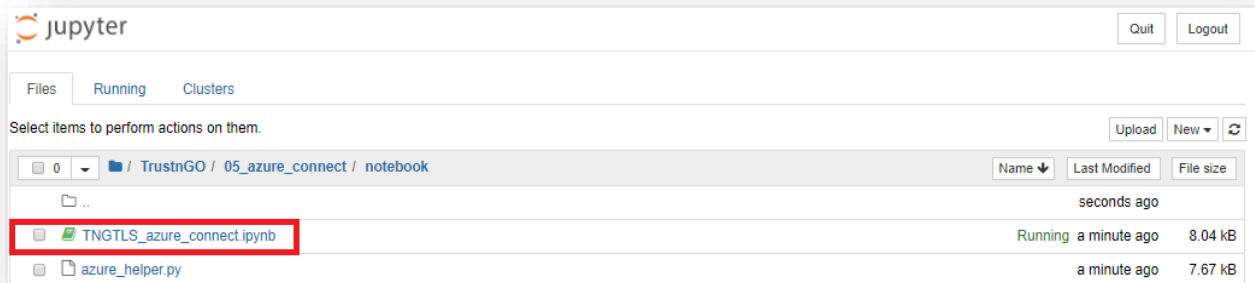 jupyter Quit Logout
Files Running Clusters
Select items to perform actions on them. Upload New
0 / TrustnGO / 05_azure_connect / notebook Name Last Modified File size
.. seconds ago
TNGTLS_azure_connect.ipynb Running a minute ago 8.04 kB
azure_helper.py a minute ago 7.67 kB